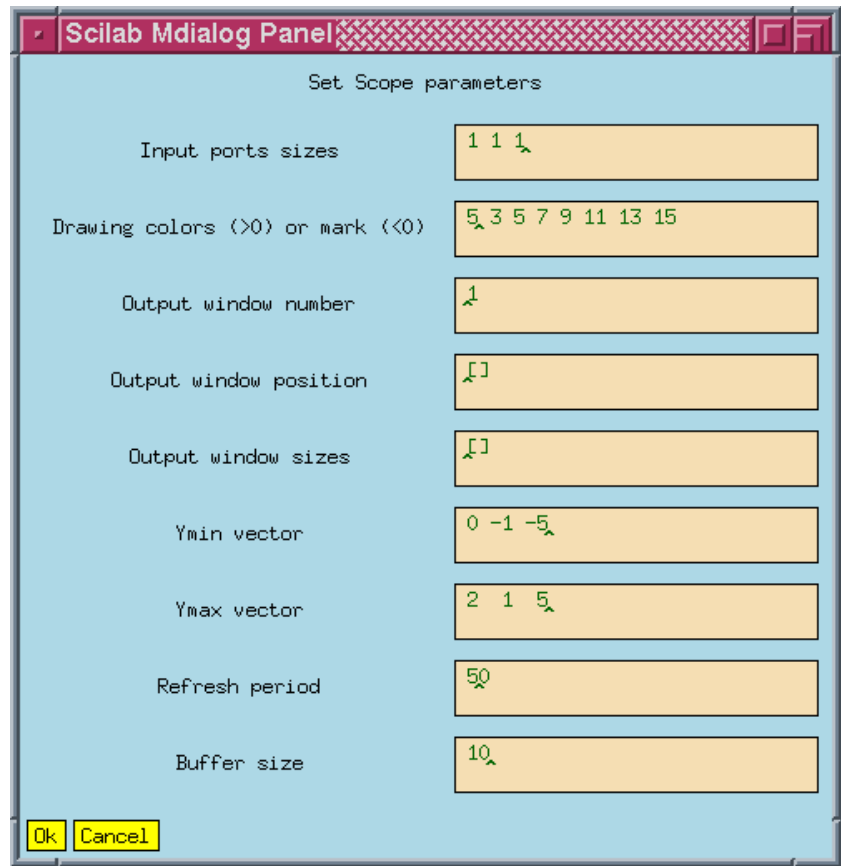 Scilab Mdialog Panel
Set Scope parameters
Input ports sizes 1 1 1
Drawing colors (>0) or mark (<0) 5 3 5 7 9 11 13 15
Output window number 1
Output window position []
Output window sizes []
Ymin vector 0 -1 -5
Ymax vector 2 1 5
Refresh period 50
Buffer size 10
Ok Cancel